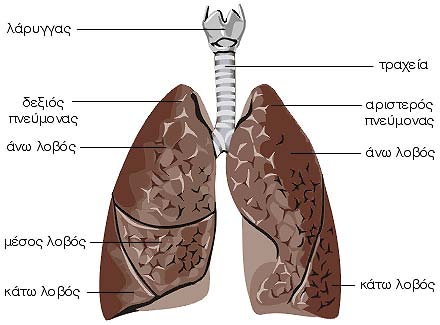 λάρυγγας
τραχεία
δεξιός
πνεύμονας
αριστερός
πνεύμονας
άνω λοβός
άνω λοβός
μέσος λοβός
κάτω λοβός
κάτω λοβός